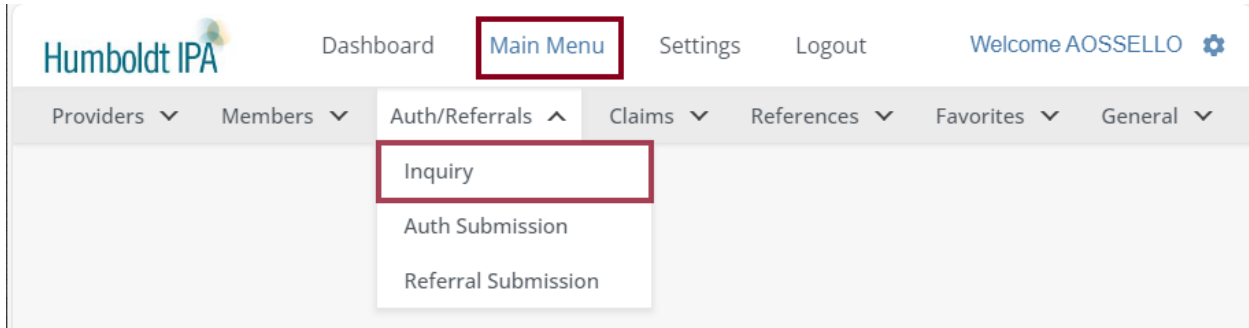 Humboldt IPA Dashboard Main Menu Settings Logout Welcome AOSSELLO
Providers Members Auth/Referrals Claims References Favorites General
Inquiry
Auth Submission
Referral Submission